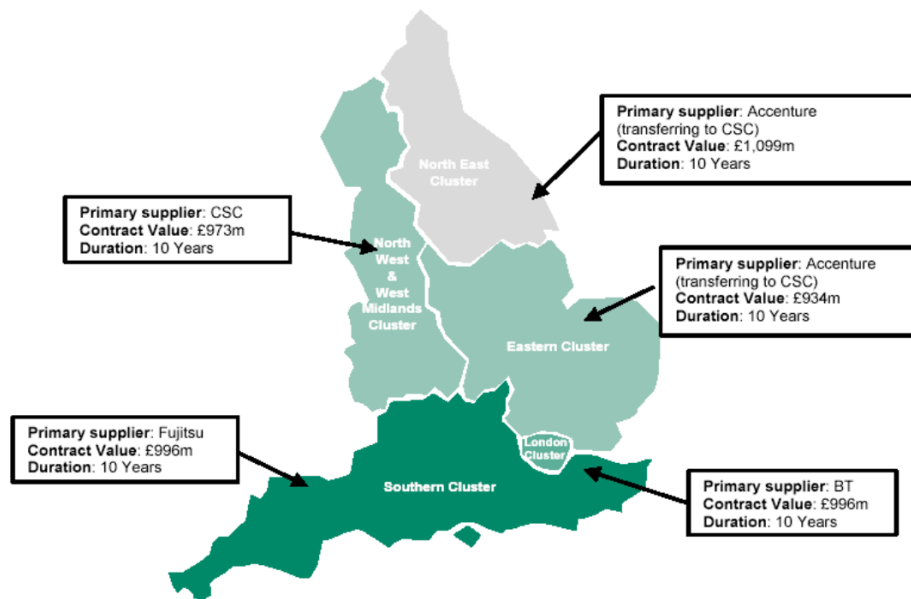 Primary supplier: Accenture
(transferring to CSC)
Contract Value: £1,099m
Duration: 10 Years
North East
Cluster
Primary supplier: CSC
Contract Value: £973m
Duration: 10 Years
North
West
&
West
Midlands
Cluster
Primary supplier: Accenture
(transferring to CSC)
Contract Value: £934m
Duration: 10 Years
Eastern Cluster
Primary supplier: Fujitsu
Contract Value: £996m
Duration: 10 Years
London
Cluster
Southern Cluster
Primary supplier: BT
Contract Value: £996m
Duration: 10 Years